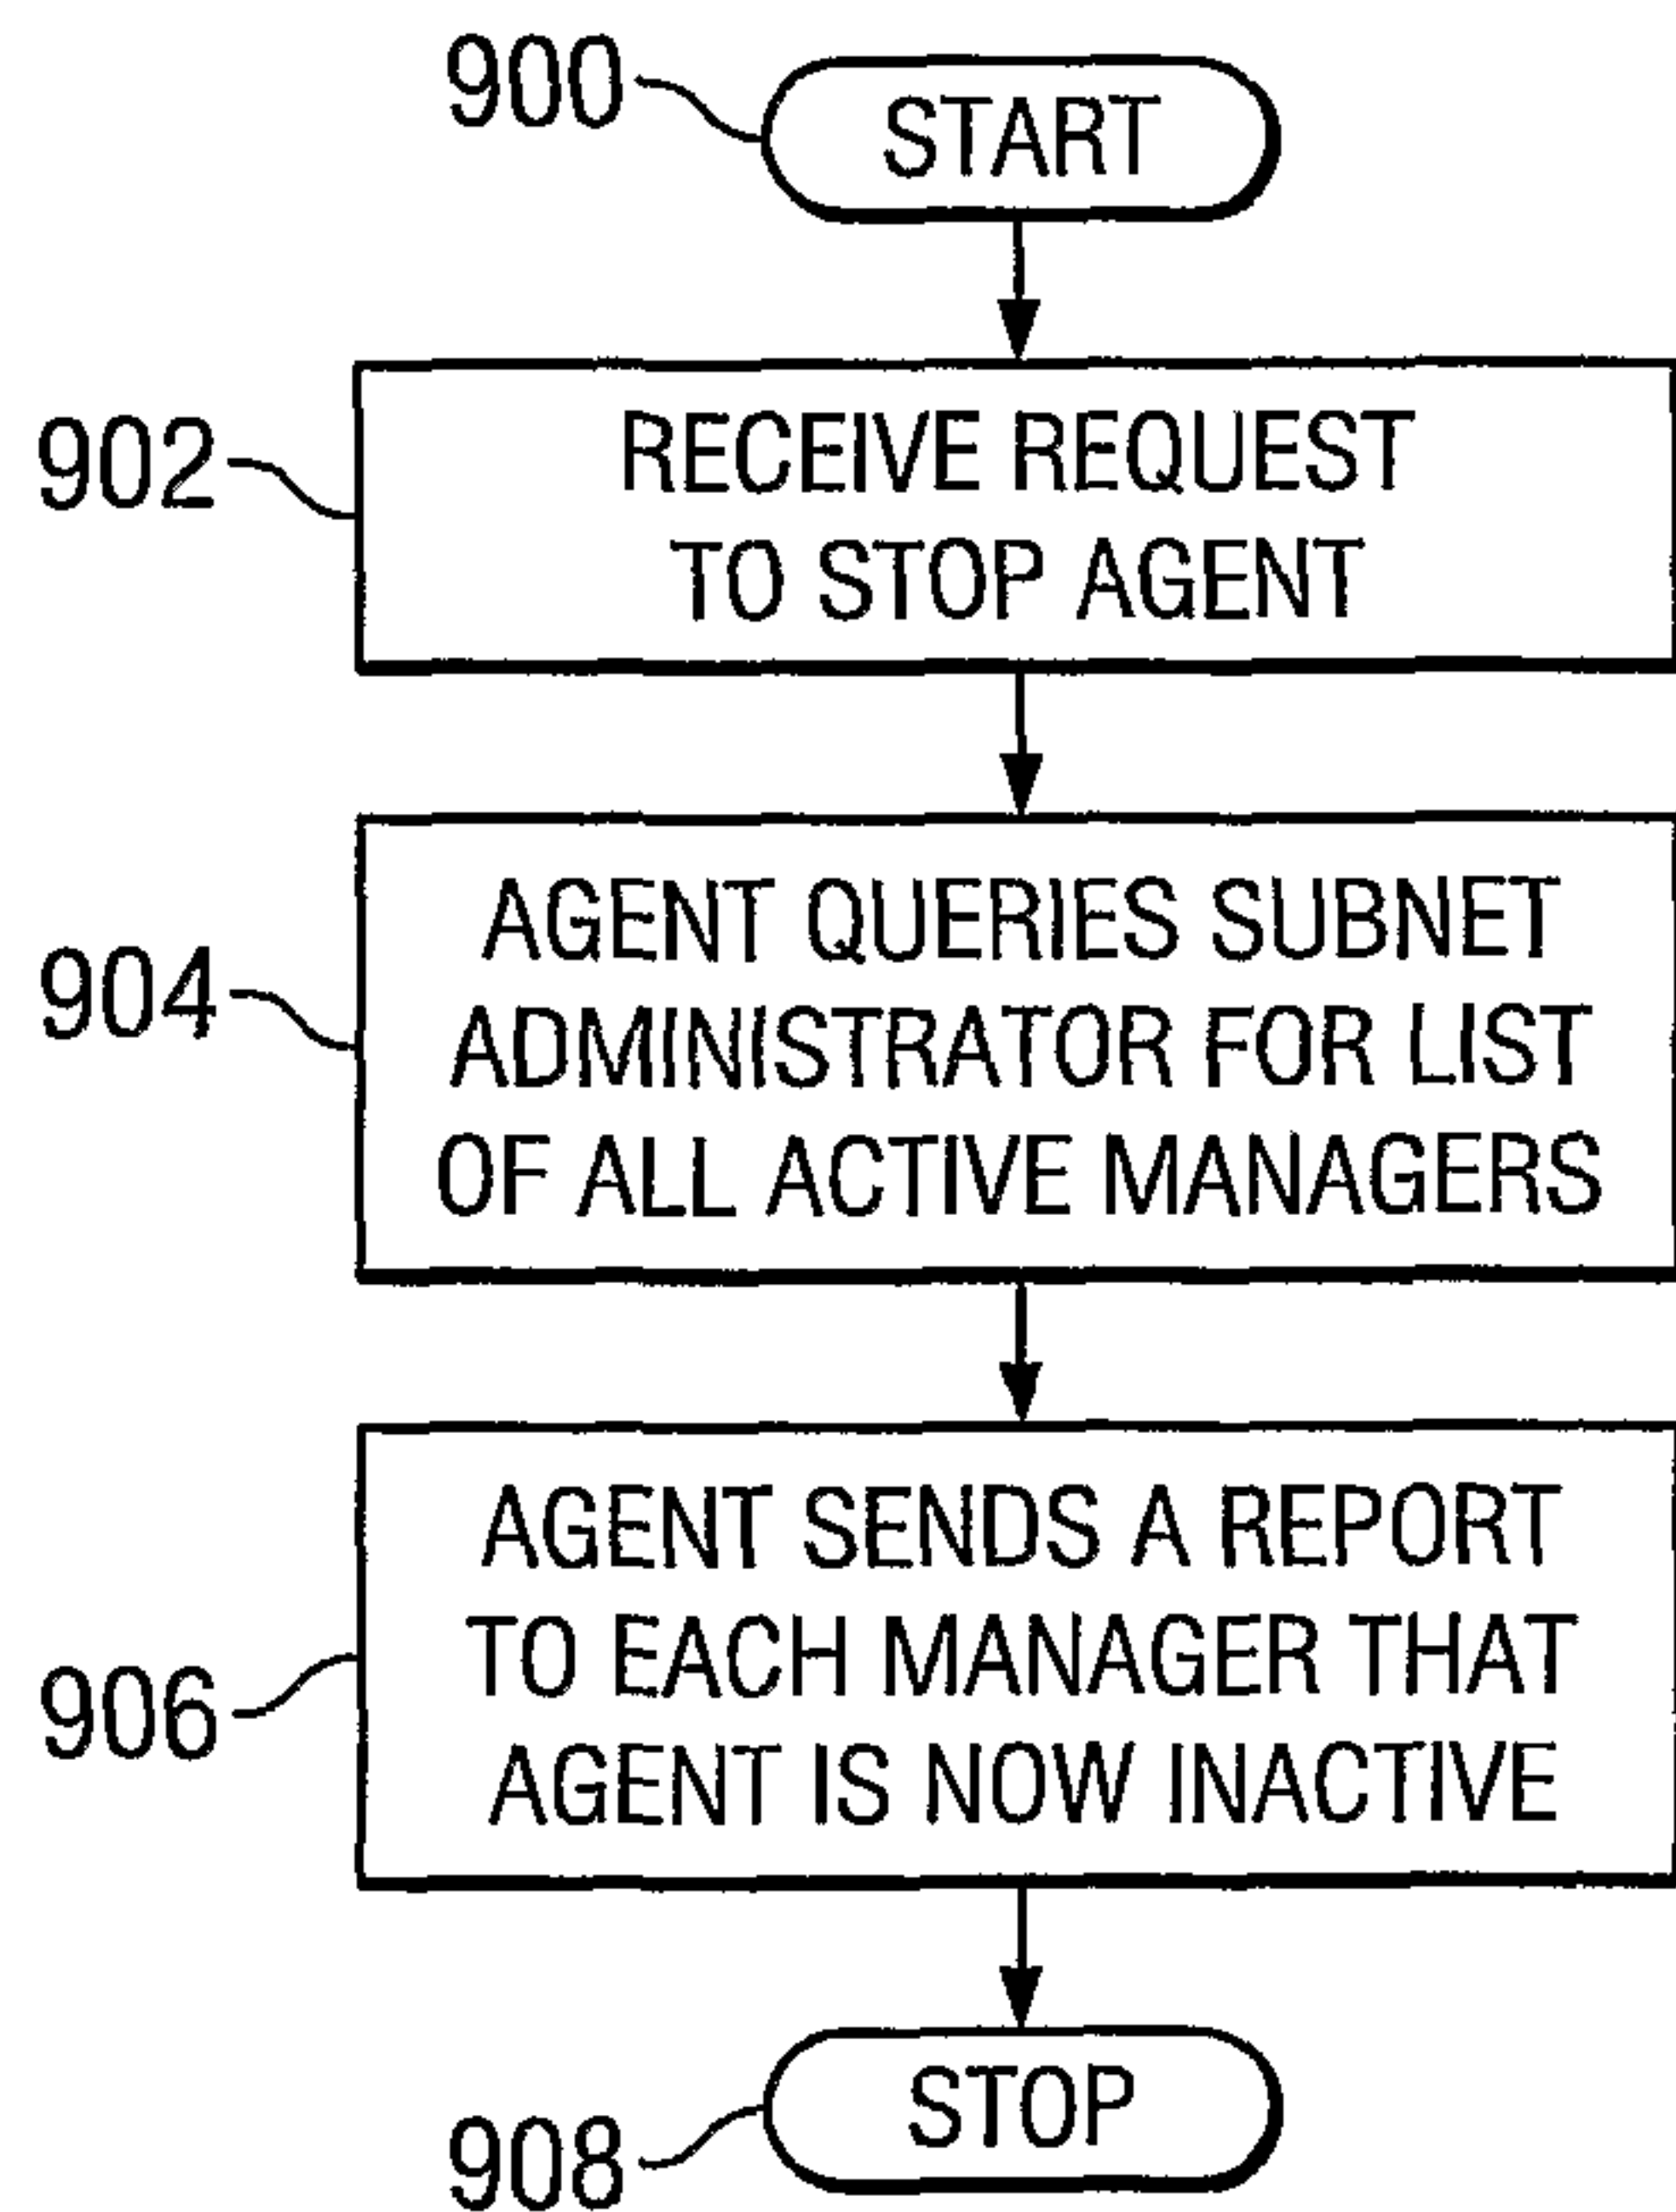 900
START
902
RECEIVE REQUEST
TO STOP AGENT
904
AGENT QUERIES SUBNET
ADMINISTRATOR FOR LIST
OF ALL ACTIVE MANAGERS
906
AGENT SENDS A REPORT
TO EACH MANAGER THAT
AGENT IS NOW INACTIVE
908
STOP